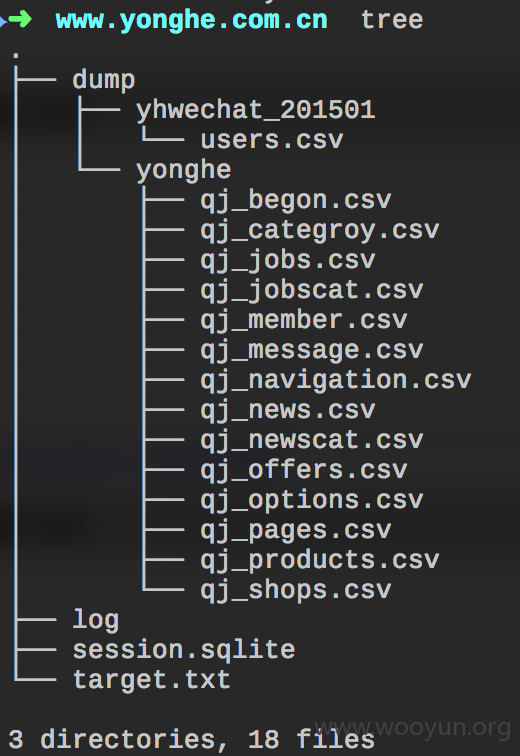 ➜ www.yonghe.com.cn tree
.
├── dump
│   ├── yhwechat_201501
│   │   └── users.csv
│   └── yonghe
│       ├── qj_begon.csv
│       ├── qj_categroy.csv
│       ├── qj_jobs.csv
│       ├── qj_jobscat.csv
│       ├── qj_member.csv
│       ├── qj_message.csv
│       ├── qj_navigation.csv
│       ├── qj_news.csv
│       ├── qj_newscat.csv
│       ├── qj_offers.csv
│       ├── qj_options.csv
│       ├── qj_pages.csv
│       ├── qj_products.csv
│       └── qj_shops.csv
├── log
├── session.sqlite
└── target.txt
3 directories, 18 files
www.wooyun.org